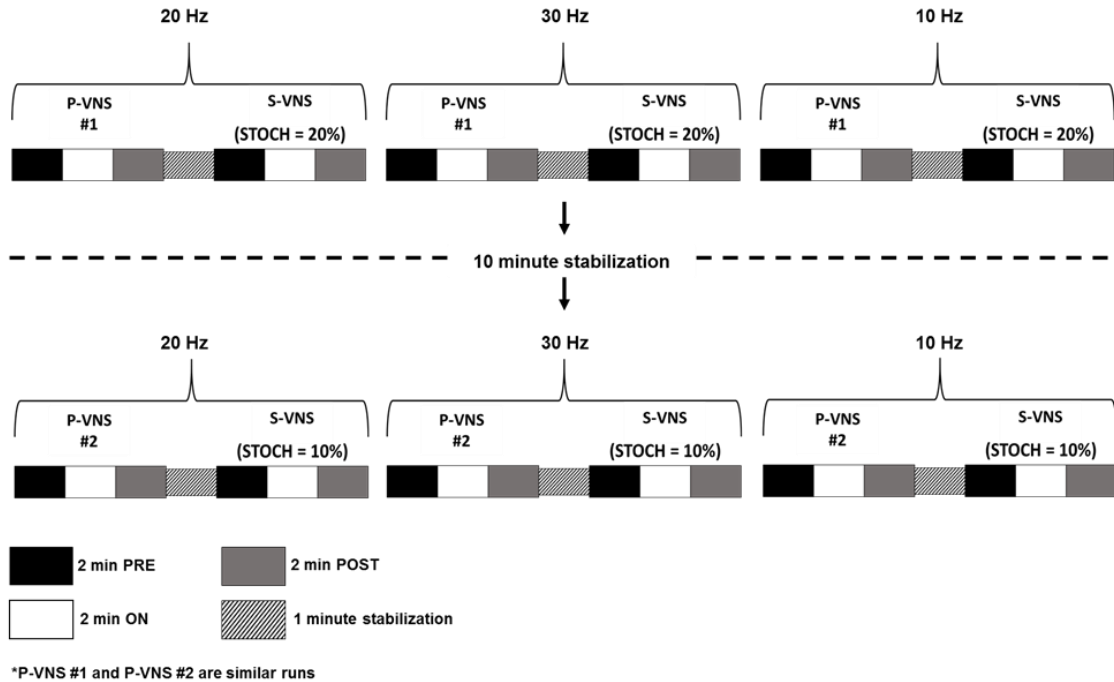 20 Hz 30 Hz 10 Hz
P-VNS S-VNS P-VNS S-VNS P-VNS S-VNS
#1 (STOCH = 20%) #1 (STOCH = 20%) #1 (STOCH = 20%)
10 minute stabilization
20 Hz 30 Hz 10 Hz
P-VNS S-VNS P-VNS S-VNS P-VNS S-VNS
#2 (STOCH = 10%) #2 (STOCH = 10%) #2 (STOCH = 10%)
2 min PRE 2 min POST
2 min ON 1 minute stabilization
*P-VNS #1 and P-VNS #2 are similar runs